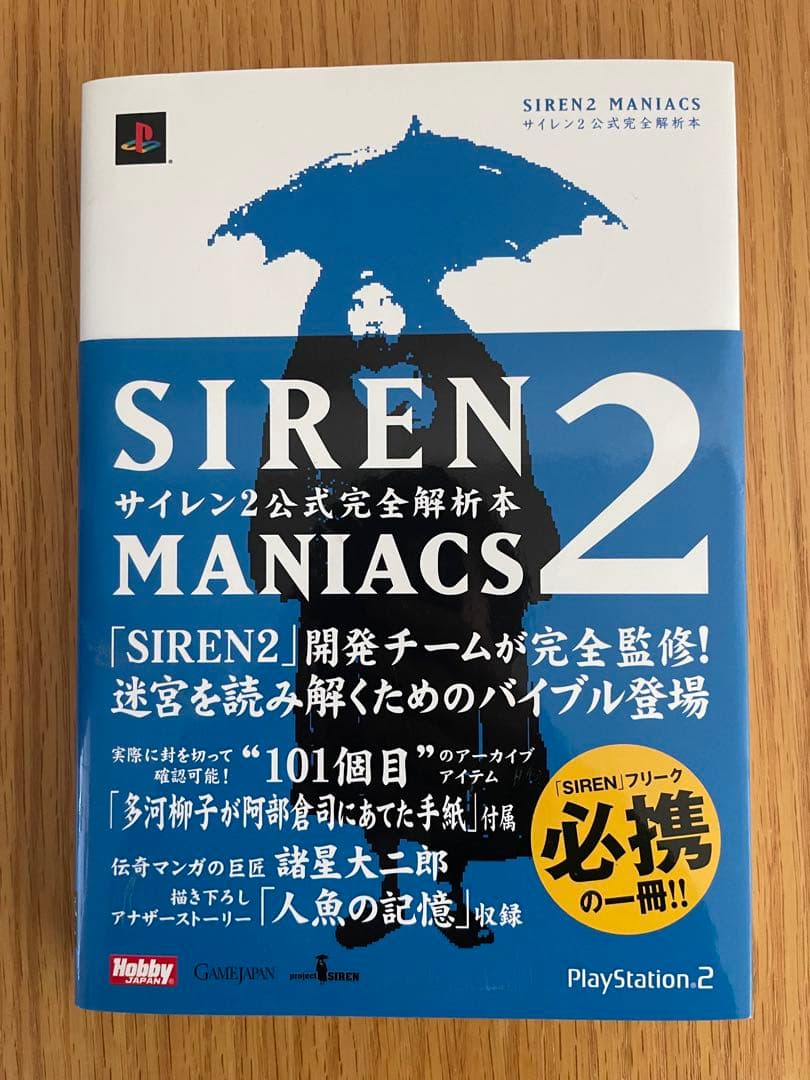 SIREN2 MANIACS
サイレン2公式完全解析本
SIREN2
サイレン2公式完全解析本
MANIACS
「SIREN2」開発チームが完全監修!
迷宮を読み解くためのバイブル登場
実際に封を切って
確認可能!
“101個目”
のアーカイブ
アイテム
「多河柳子が阿部倉司にあてた手紙」付属
伝奇マンガの巨匠 諸星大二郎
描き下ろし
アナザーストーリー
「人魚の記憶」収録
「SIREN」フリーク
必携
の一冊!!
Hobby
JAPAN
GAMEJAPAN
project SIREN
PlayStation.2